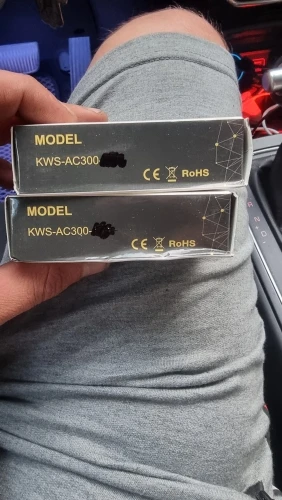 MODEL
KWS-AC300-
CE RoHS
MODEL
KWS-AC300-
CE RoHS